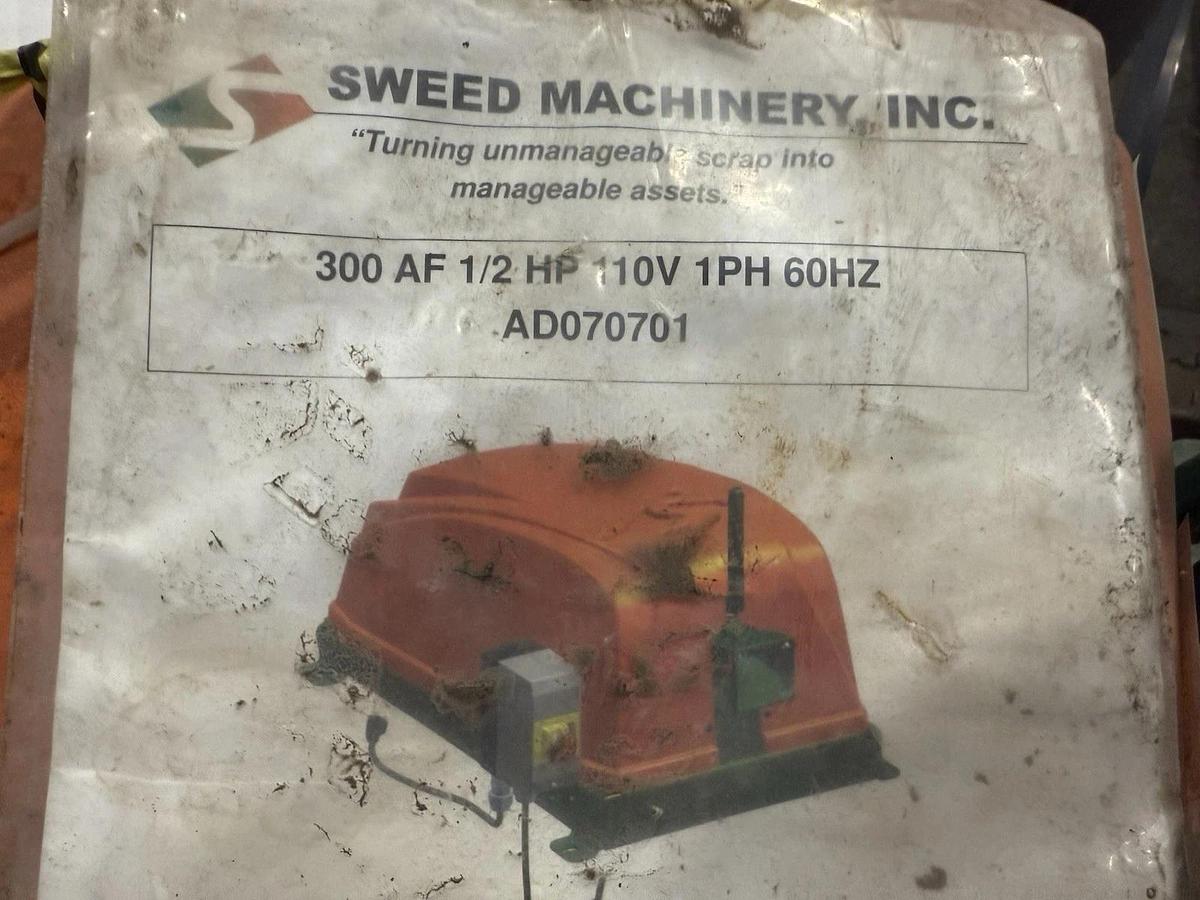 SWEED MACHINERY, INC.
“Turning unmanageable scrap into
manageable assets.”
300 AF 1/2 HP 110V 1PH 60HZ
AD070701